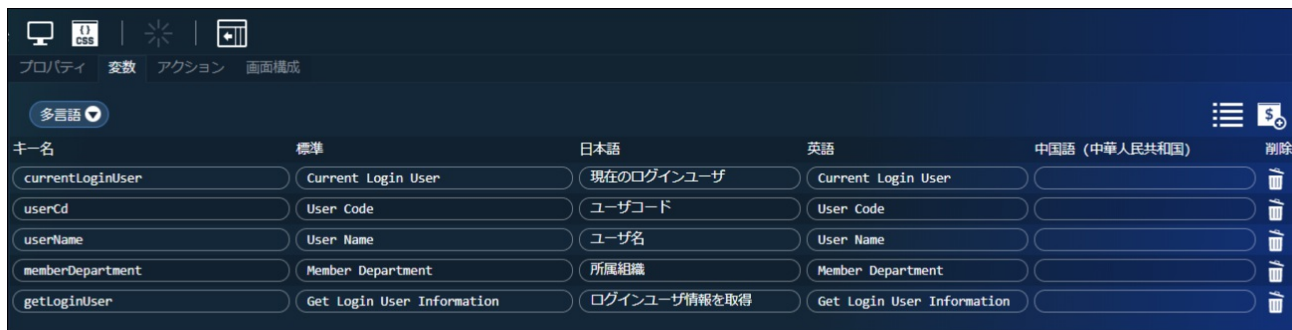 {} CSS
プロパティ 変数 アクション 画面構成
多言語
$
キー名 標準 日本語 英語 中国語 (中華人民共和国) 削除
currentLoginUser Current Login User 現在のログインユーザ Current Login User
userCd User Code ユーザコード User Code
userName User Name ユーザ名 User Name
memberDepartment Member Department 所属組織 Member Department
getLoginUser Get Login User Information ログインユーザ情報を取得 Get Login User Information